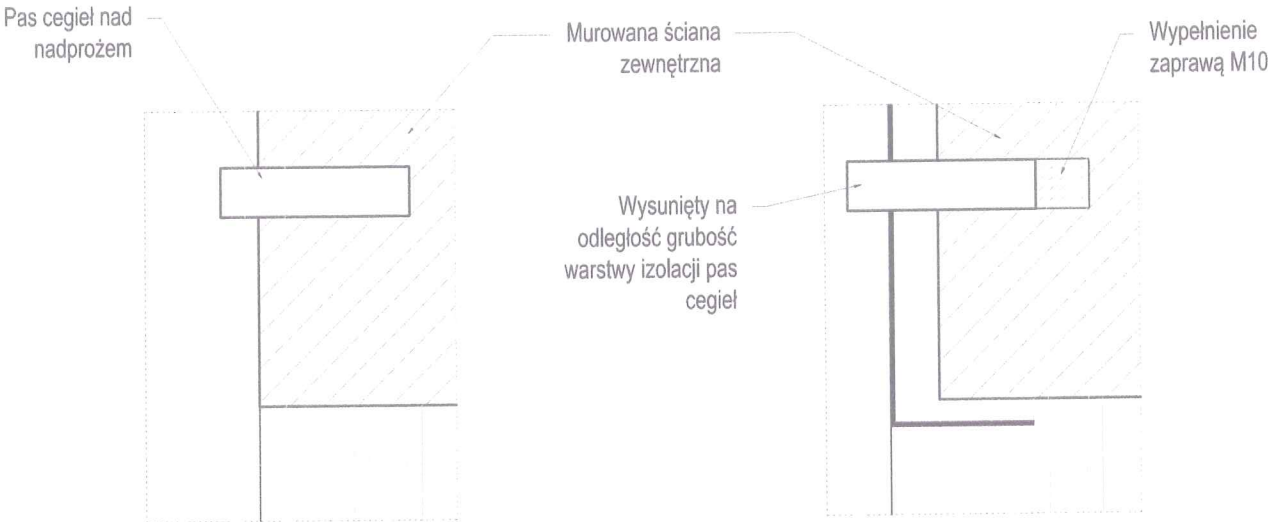 Pas cegieł nad
nadprożem
Murowana ściana
zewnętrzna
Wypełnienie
zaprawą M10
Wysunięty na
odległość grubość
warstwy izolacji pas
cegieł